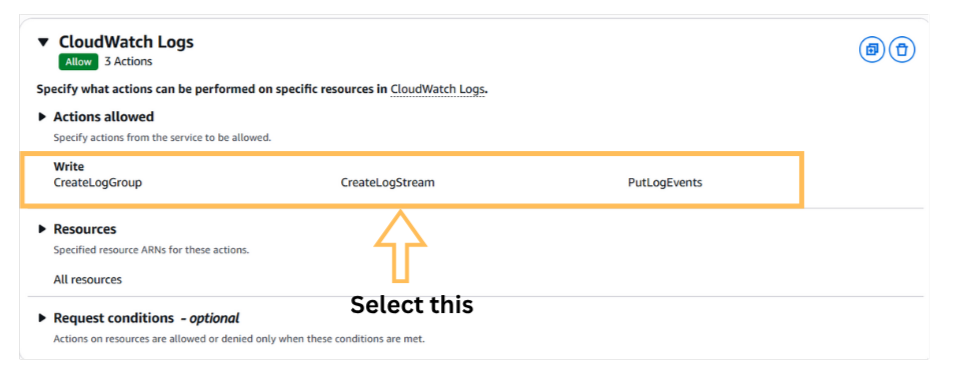 CloudWatch Logs
Allow 3 Actions
Specify what actions can be performed on specific resources in CloudWatch Logs.
Actions allowed
Specify actions from the service to be allowed.
Write
CreateLogGroup CreateLogStream PutLogEvents
Resources
Specified resource ARNs for these actions.
All resources
Select this
Request conditions - optional
Actions on resources are allowed or denied only when these conditions are met.